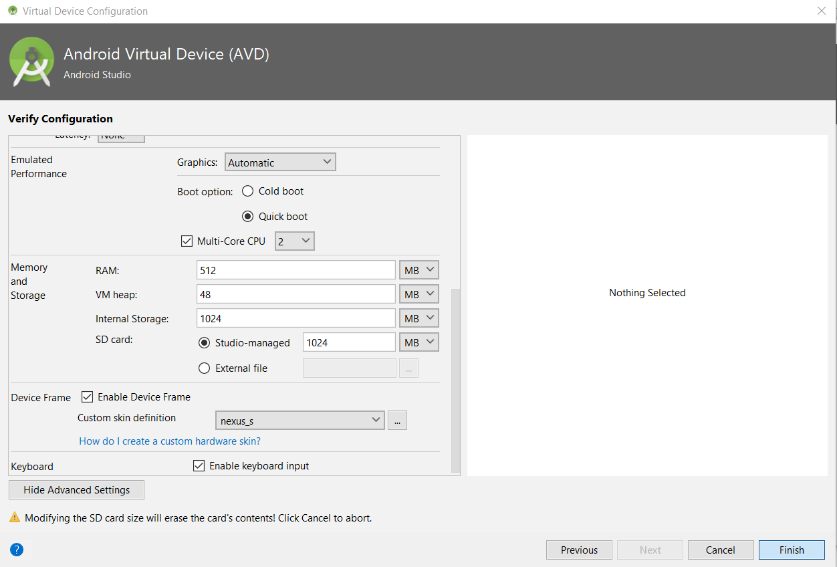 Virtual Device Configuration
Android Virtual Device (AVD)
Android Studio
Verify Configuration
Latency: None
Emulated
Performance
Graphics: Automatic
Boot option: Cold boot
Quick boot
Multi-Core CPU 2
Memory
and
Storage
RAM: 512 MB
VM heap: 48 MB
Internal Storage: 1024 MB
SD card: Studio-managed 1024 MB
External file ...
Nothing Selected
Device Frame Enable Device Frame
Custom skin definition nexus_s ...
How do I create a custom hardware skin?
Keyboard Enable keyboard input
Hide Advanced Settings
Modifying the SD card size will erase the card's contents! Click Cancel to abort.
? Previous Next Cancel Finish